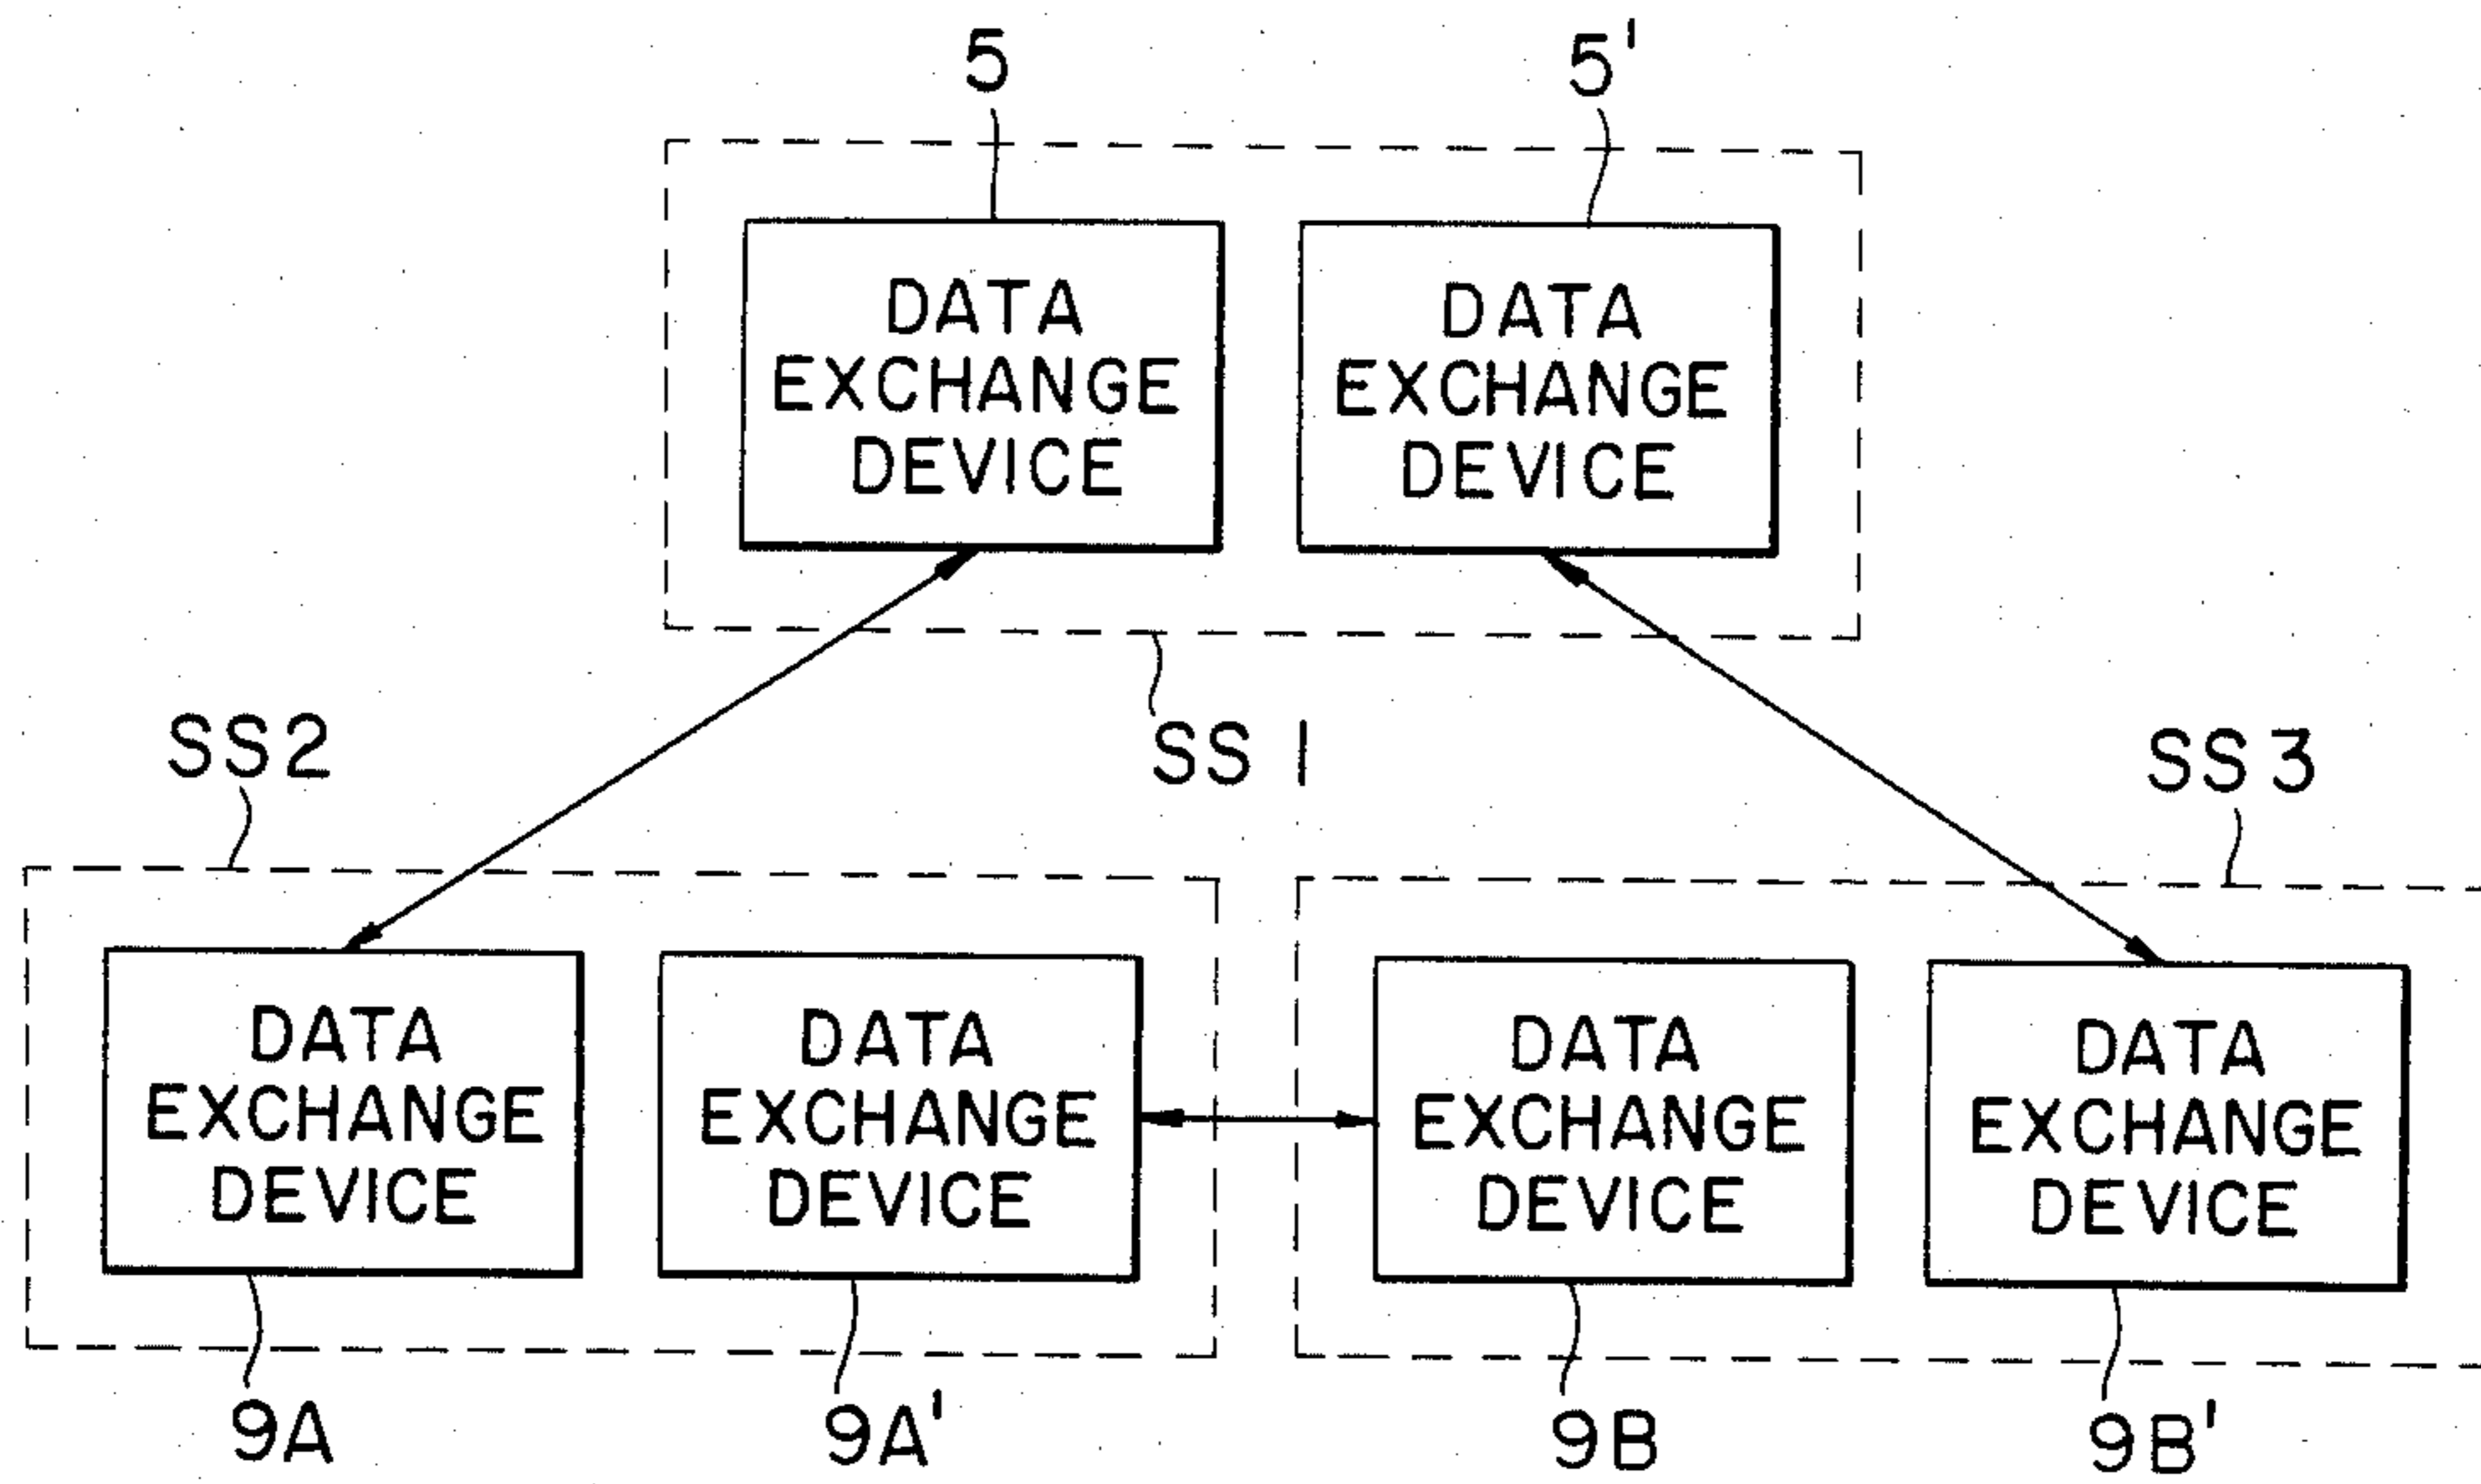 5
5'
DATA
EXCHANGE
DEVICE
DATA
EXCHANGE
DEVICE
SS1
SS2
SS3
DATA
EXCHANGE
DEVICE
DATA
EXCHANGE
DEVICE
DATA
EXCHANGE
DEVICE
DATA
EXCHANGE
DEVICE
9A
9A'
9B
9B'